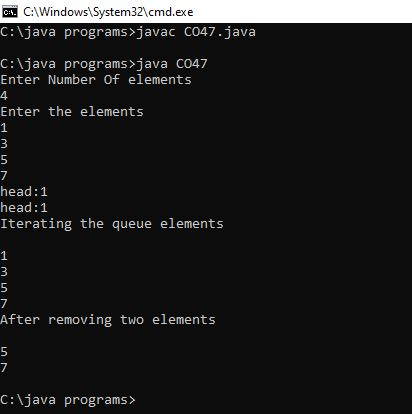 C:\Windows\System32\cmd.exe
C:\java programs>javac CO47.java
C:\java programs>java CO47
Enter Number Of elements
4
Enter the elements
1
3
5
7
head:1
head:1
Iterating the queue elements
1
3
5
7
After removing two elements
5
7
C:\java programs>